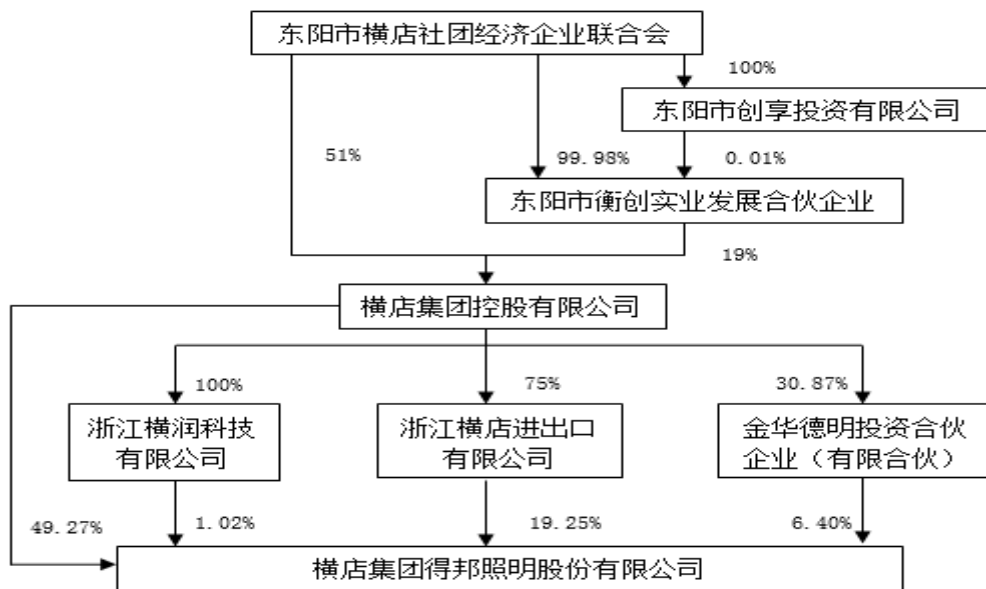 东阳市横店社团经济企业联合会
100%
东阳市创享投资有限公司
51%
99.98%
0.01%
东阳市衡创实业发展合伙企业
19%
横店集团控股有限公司
100%
75%
30.87%
浙江横润科技
有限公司
浙江横店进出口
有限公司
金华德明投资合伙
企业（有限合伙）
49.27%
1.02%
19.25%
6.40%
横店集团得邦照明股份有限公司